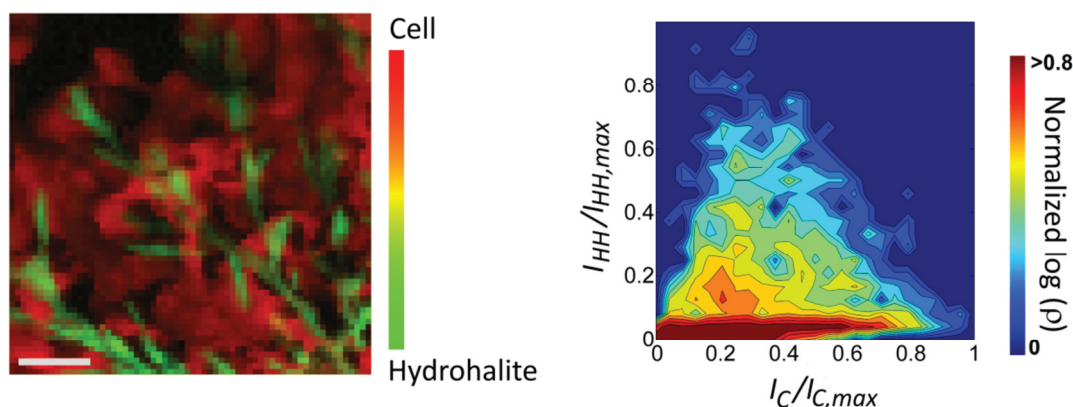 Cell
Hydrohalite
I_HH/I_HH,max
0.8
0.6
0.4
0.2
0
0 0.2 0.4 0.6 0.8 1
I_C/I_C,max
>0.8
Normalized log (ρ)
0